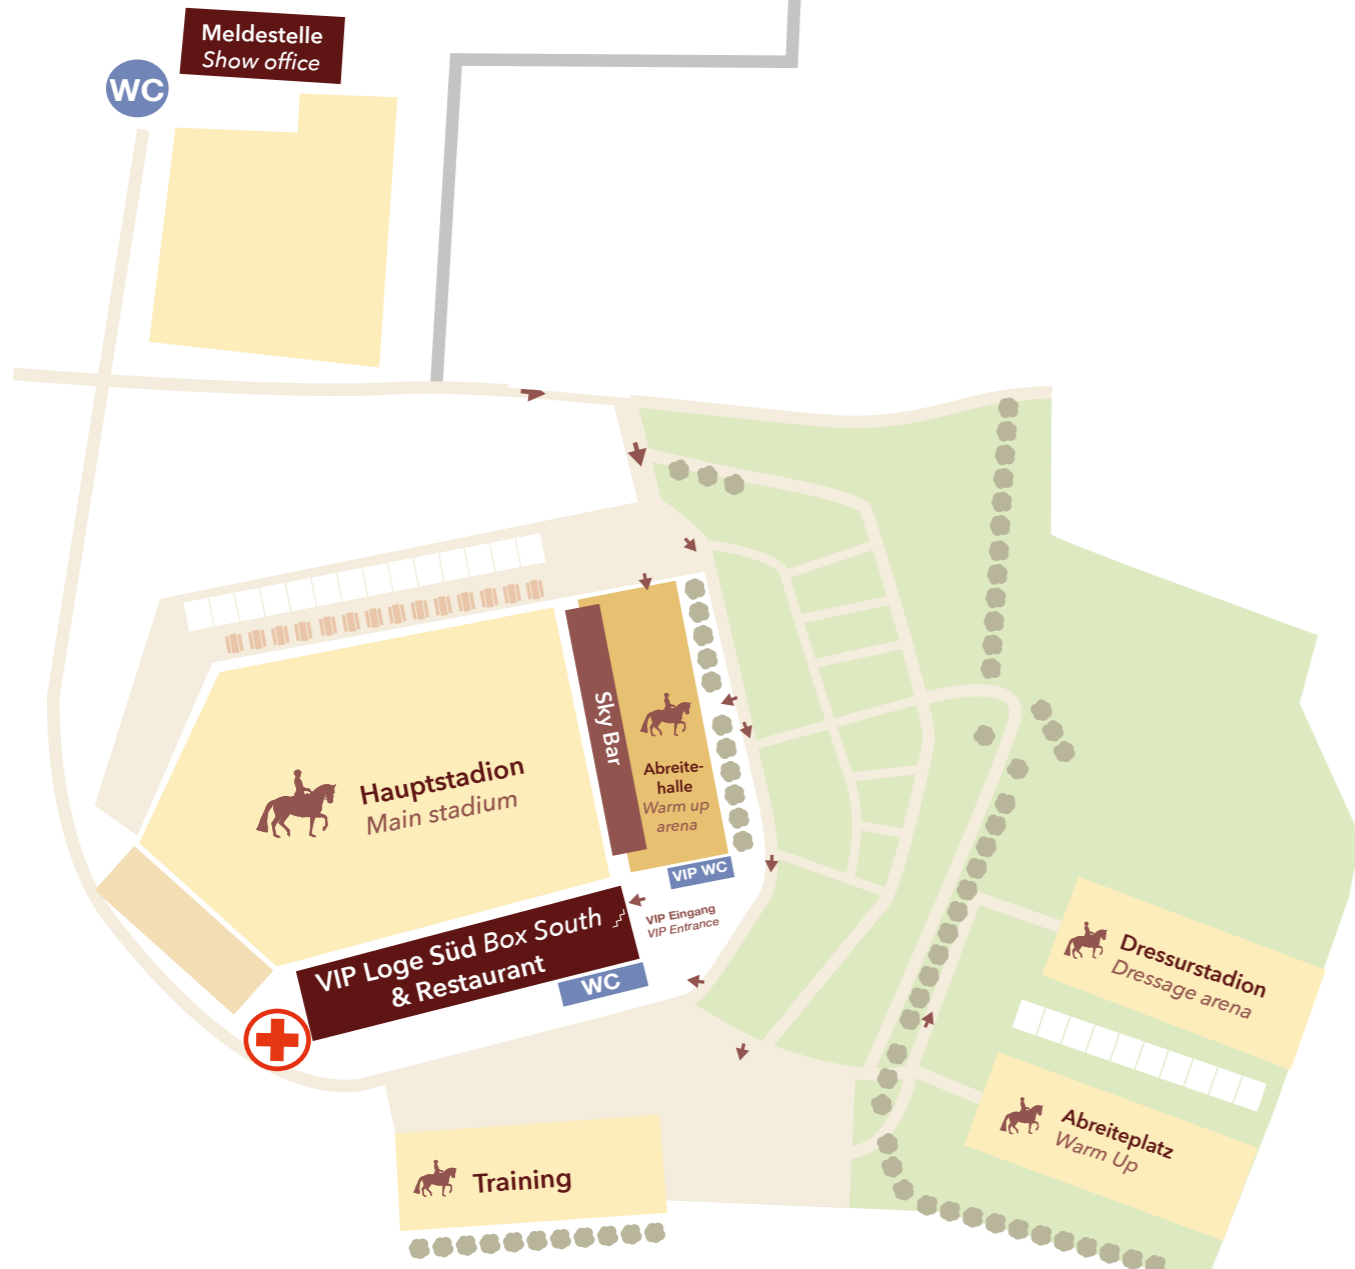 Meldestelle
Show office
WC
Sky Bar
Abreite-
halle
Warm up
arena
Hauptstadion
Main stadium
VIP WC
VIP Eingang
VIP Entrance
VIP Loge Süd Box South
& Restaurant
WC
Dressurstadion
Dressage arena
Abreiteplatz
Warm Up
Training